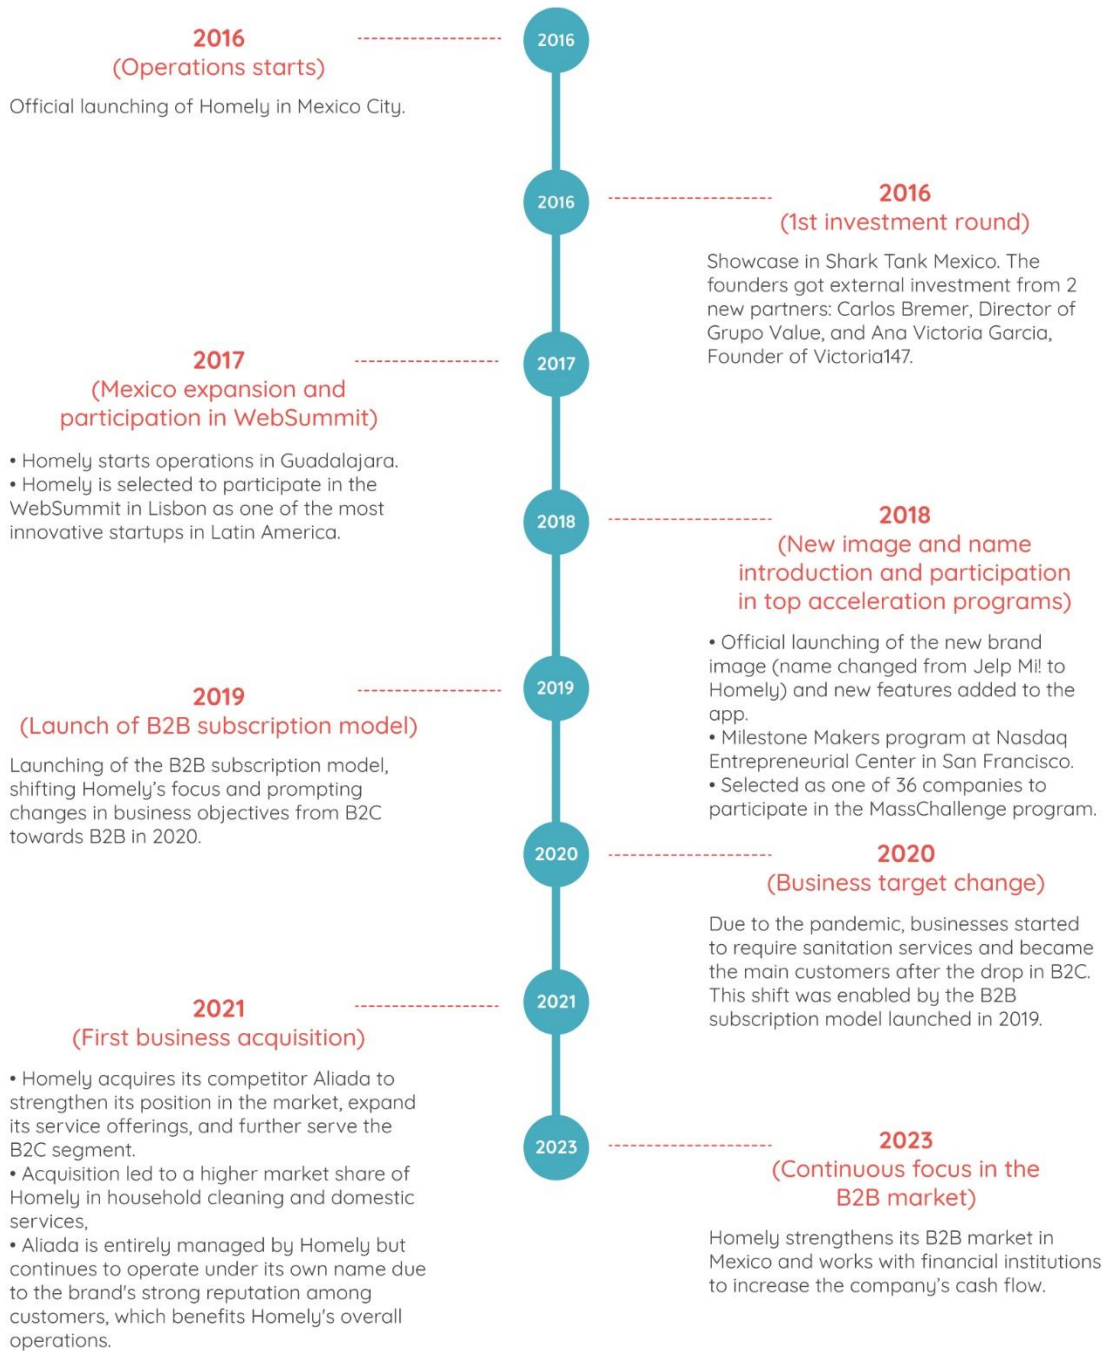 2016
(Operations starts)
Official launching of Homely in Mexico City.
2016
2016
2016
(1st investment round)
Showcase in Shark Tank Mexico. The
founders got external investment from 2
new partners: Carlos Bremer, Director of
Grupo Value, and Ana Victoria Garcia,
Founder of Victoria147.
2017
(Mexico expansion and
participation in WebSummit)
• Homely starts operations in Guadalajara.
• Homely is selected to participate in the
WebSummit in Lisbon as one of the most
innovative startups in Latin America.
2017
2018
2018
(New image and name
introduction and participation
in top acceleration programs)
• Official launching of the new brand
image (name changed from Jelp Mi! to
Homely) and new features added to the
app.
• Milestone Makers program at Nasdaq
Entrepreneurial Center in San Francisco.
• Selected as one of 36 companies to
participate in the MassChallenge program.
2019
(Launch of B2B subscription model)
Launching of the B2B subscription model,
shifting Homely's focus and prompting
changes in business objectives from B2C
towards B2B in 2020.
2019
2020
2020
(Business target change)
Due to the pandemic, businesses started
to require sanitation services and became
the main customers after the drop in B2C.
This shift was enabled by the B2B
subscription model launched in 2019.
2021
(First business acquisition)
• Homely acquires its competitor Aliada to
strengthen its position in the market, expand
its service offerings, and further serve the
B2C segment.
• Acquisition led to a higher market share of
Homely in household cleaning and domestic
services,
• Aliada is entirely managed by Homely but
continues to operate under its own name due
to the brand's strong reputation among
customers, which benefits Homely's overall
operations.
2021
2023
2023
(Continuous focus in the
B2B market)
Homely strengthens its B2B market in
Mexico and works with financial institutions
to increase the company's cash flow.